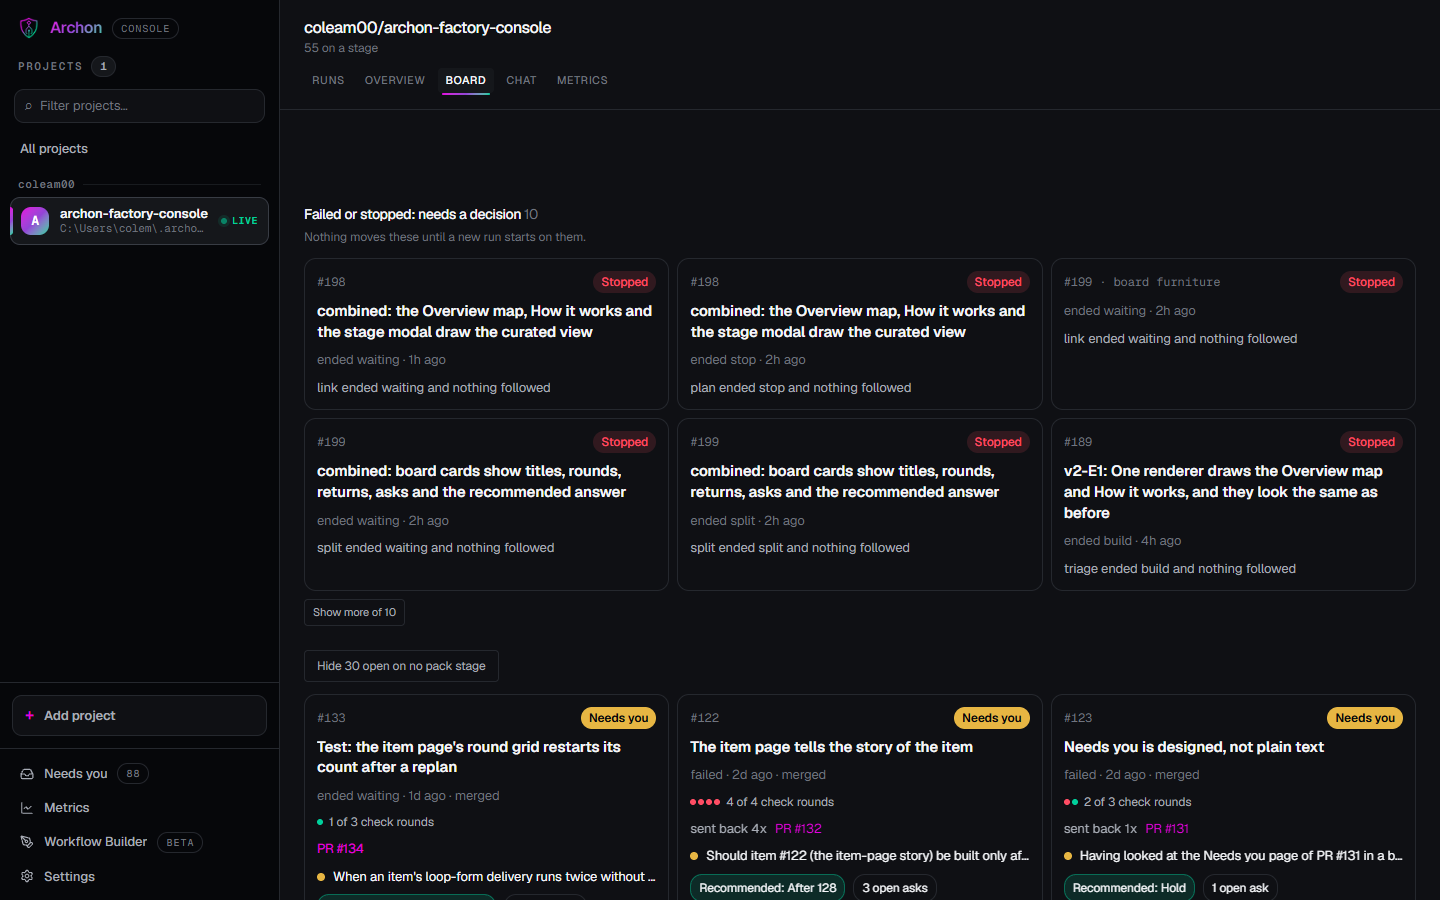 Archon CONSOLE
PROJECTS 1
Filter projects...
All projects
coleam00
A
archon-factory-console
C:\Users\colem\.archo…
LIVE
Add project
Needs you 88
Metrics
Workflow Builder BETA
Settings
coleam00/archon-factory-console
55 on a stage
RUNS OVERVIEW BOARD CHAT METRICS
Failed or stopped: needs a decision 10
Nothing moves these until a new run starts on them.
#198 Stopped
combined: the Overview map, How it works and
the stage modal draw the curated view
ended waiting · 1h ago
link ended waiting and nothing followed
#198 Stopped
combined: the Overview map, How it works and
the stage modal draw the curated view
ended stop · 2h ago
plan ended stop and nothing followed
#199 · board furniture Stopped
ended waiting · 2h ago
link ended waiting and nothing followed
#199 Stopped
combined: board cards show titles, rounds,
returns, asks and the recommended answer
ended waiting · 2h ago
split ended waiting and nothing followed
#199 Stopped
combined: board cards show titles, rounds,
returns, asks and the recommended answer
ended split · 2h ago
split ended split and nothing followed
#189 Stopped
v2-E1: One renderer draws the Overview map
and How it works, and they look the same as
before
ended build · 4h ago
triage ended build and nothing followed
Show more of 10
Hide 30 open on no pack stage
#133 Needs you
Test: the item page's round grid restarts its
count after a replan
ended waiting · 1d ago · merged
1 of 3 check rounds
PR #134
When an item's loop-form delivery runs twice without ...
#122 Needs you
The item page tells the story of the item
failed · 2d ago · merged
4 of 4 check rounds
sent back 4x PR #132
Should item #122 (the item-page story) be built only af...
Recommended: After 128 3 open asks
#123 Needs you
Needs you is designed, not plain text
failed · 2d ago · merged
2 of 3 check rounds
sent back 1x PR #131
Having looked at the Needs you page of PR #131 in a b...
Recommended: Hold 1 open ask